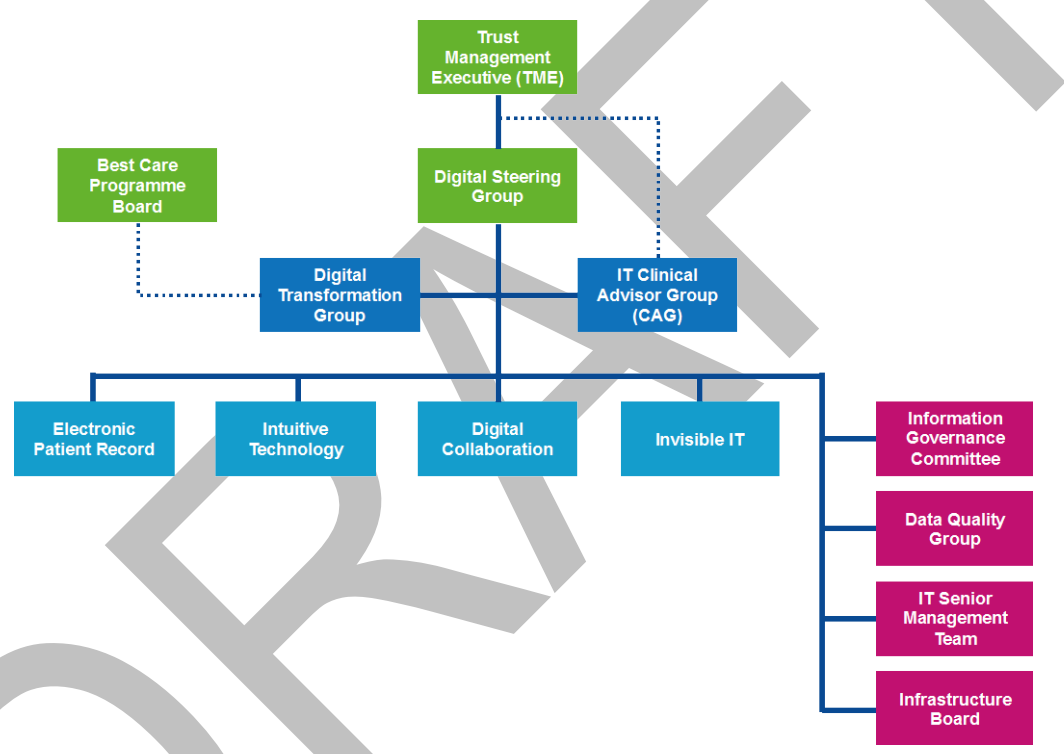 Trust
Management
Executive (TME)
Best Care
Programme
Board
Digital Steering
Group
Digital
Transformation
Group
IT Clinical
Advisor Group
(CAG)
Electronic
Patient Record
Intuitive
Technology
Digital
Collaboration
Invisible IT
Information
Governance
Committee
Data Quality
Group
IT Senior
Management
Team
Infrastructure
Board
DRAFT